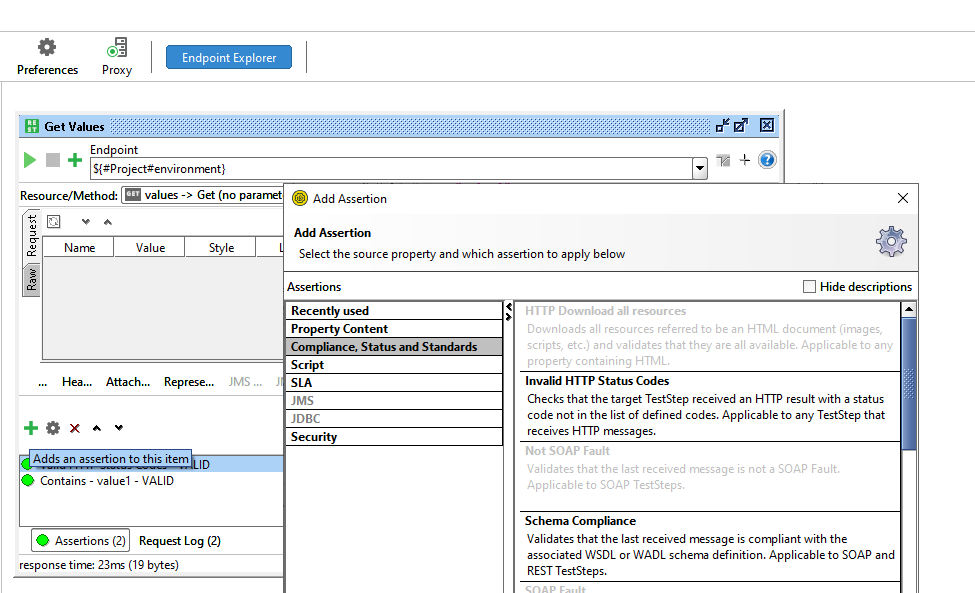 Preferences
Proxy
Endpoint Explorer
RE
ST
Get Values
Endpoint
${#Project#environment}
Resource/Method:
GET
values -> Get (no paramet
Request
Raw
Name
Value
Style
L
... Hea... Attach... Represe... JMS ...
Adds an assertion to this item
Valid HTTP Status Codes - VALID
Contains - value1 - VALID
Assertions (2)
Request Log (2)
response time: 23ms (19 bytes)
Add Assertion
Add Assertion
Select the source property and which assertion to apply below
Assertions
Hide descriptions
Recently used
Property Content
Compliance, Status and Standards
Script
SLA
JMS
JDBC
Security
HTTP Download all resources
Downloads all resources referred to be an HTML document (images,
scripts, etc.) and validates that they are all available. Applicable to any
property containing HTML.
Invalid HTTP Status Codes
Checks that the target TestStep received an HTTP result with a status
code not in the list of defined codes. Applicable to any TestStep that
receives HTTP messages.
Not SOAP Fault
Validates that the last received message is not a SOAP Fault.
Applicable to SOAP TestSteps.
Schema Compliance
Validates that the last received message is compliant with the
associated WSDL or WADL schema definition. Applicable to SOAP and
REST TestSteps.
SOAP Fault